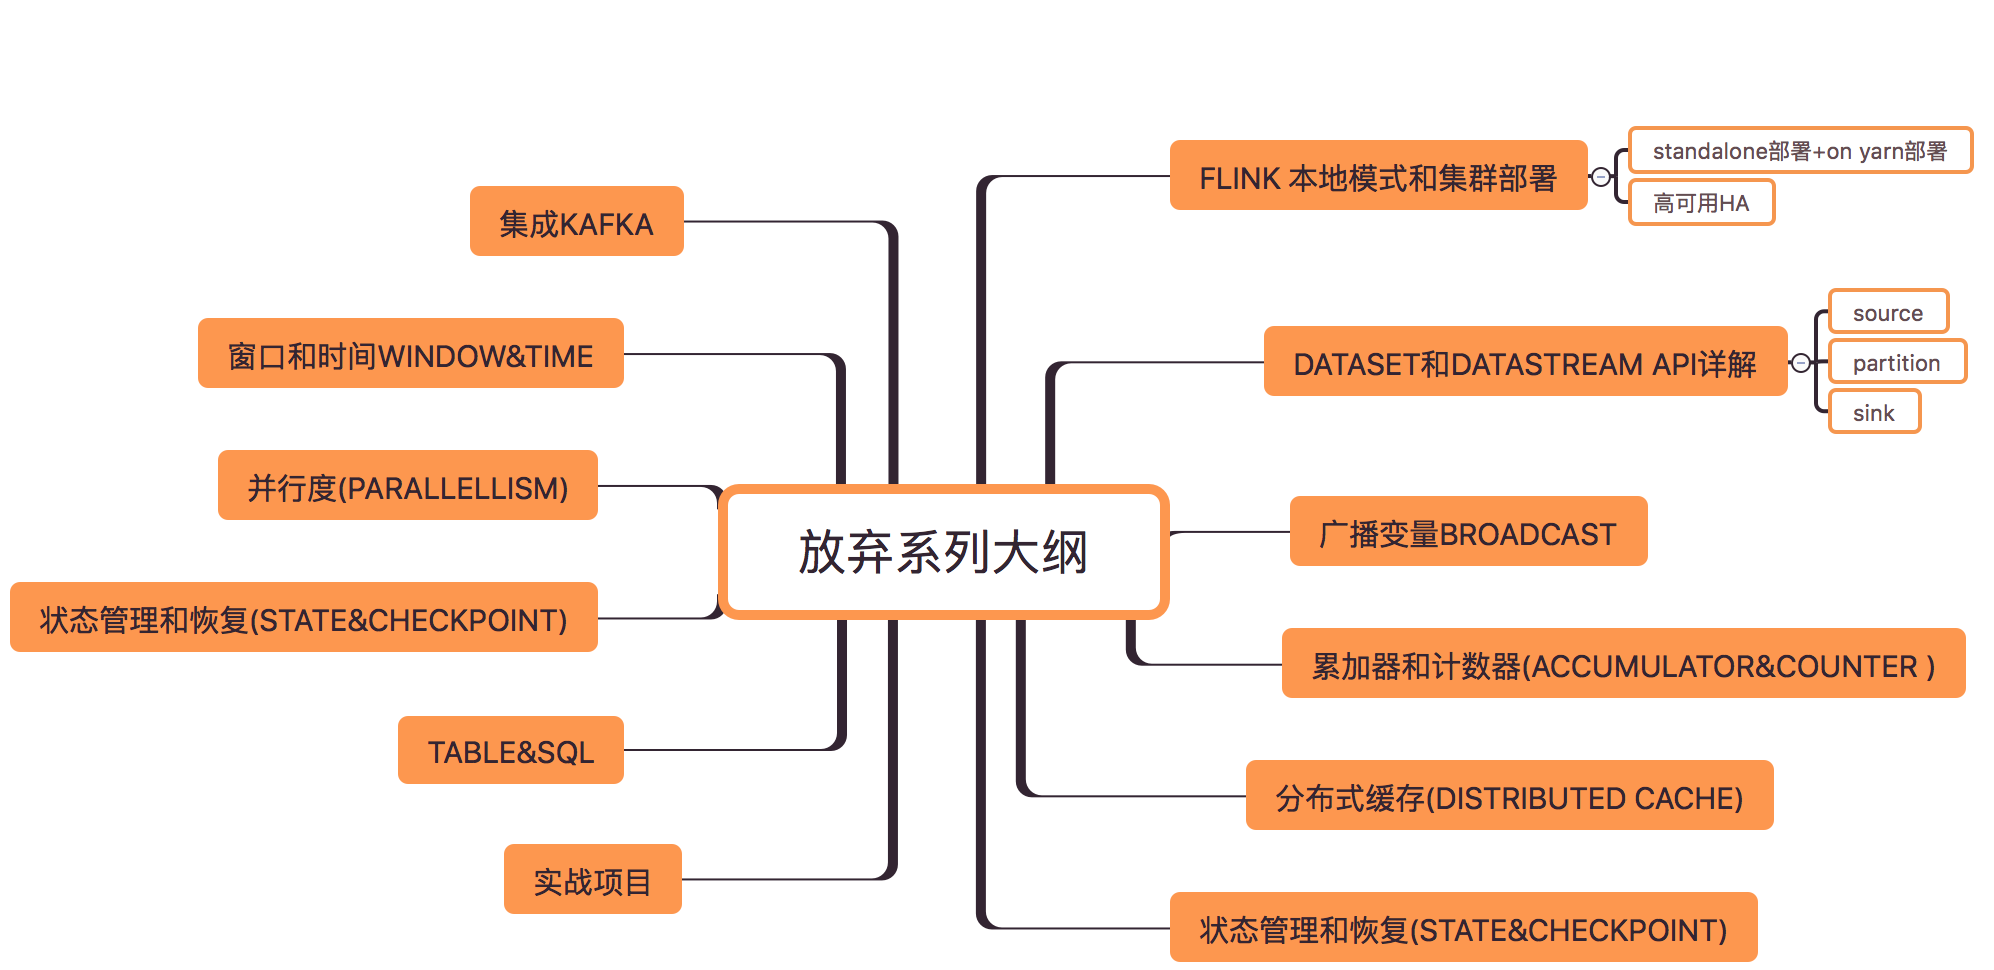 放弃系列大纲
FLINK 本地模式和集群部署
standalone部署+on yarn部署
高可用HA
DATASET和DATASTREAM API详解
source
partition
sink
广播变量BROADCAST
累加器和计数器(ACCUMULATOR&COUNTER )
分布式缓存(DISTRIBUTED CACHE)
状态管理和恢复(STATE&CHECKPOINT)
集成KAFKA
窗口和时间WINDOW&TIME
并行度(PARALLELLISM)
状态管理和恢复(STATE&CHECKPOINT)
TABLE&SQL
实战项目